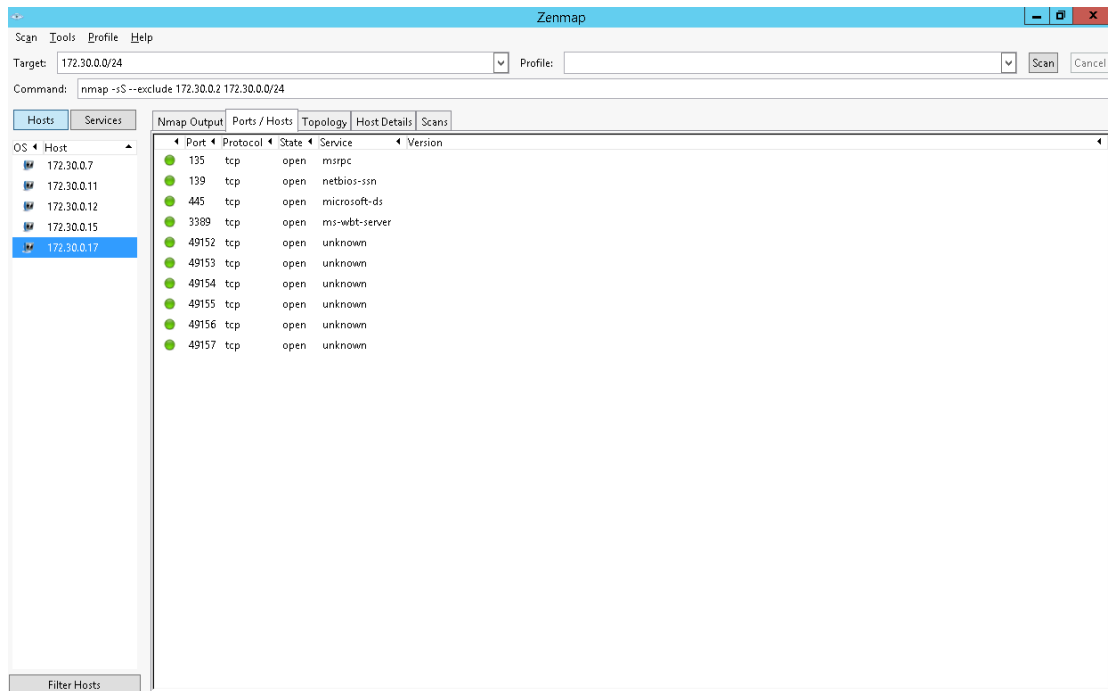 Zenmap
Scan Tools Profile Help
Target: 172.30.0.0/24 Profile: Scan Cancel
Command: nmap -sS --exclude 172.30.0.2 172.30.0.0/24
Hosts Services Nmap Output Ports / Hosts Topology Host Details Scans
OS Host Port Protocol State Service Version
172.30.0.7
172.30.0.11
172.30.0.12
172.30.0.15
172.30.0.17
135 tcp open msrpc
139 tcp open netbios-ssn
445 tcp open microsoft-ds
3389 tcp open ms-wbt-server
49152 tcp open unknown
49153 tcp open unknown
49154 tcp open unknown
49155 tcp open unknown
49156 tcp open unknown
49157 tcp open unknown
Filter Hosts